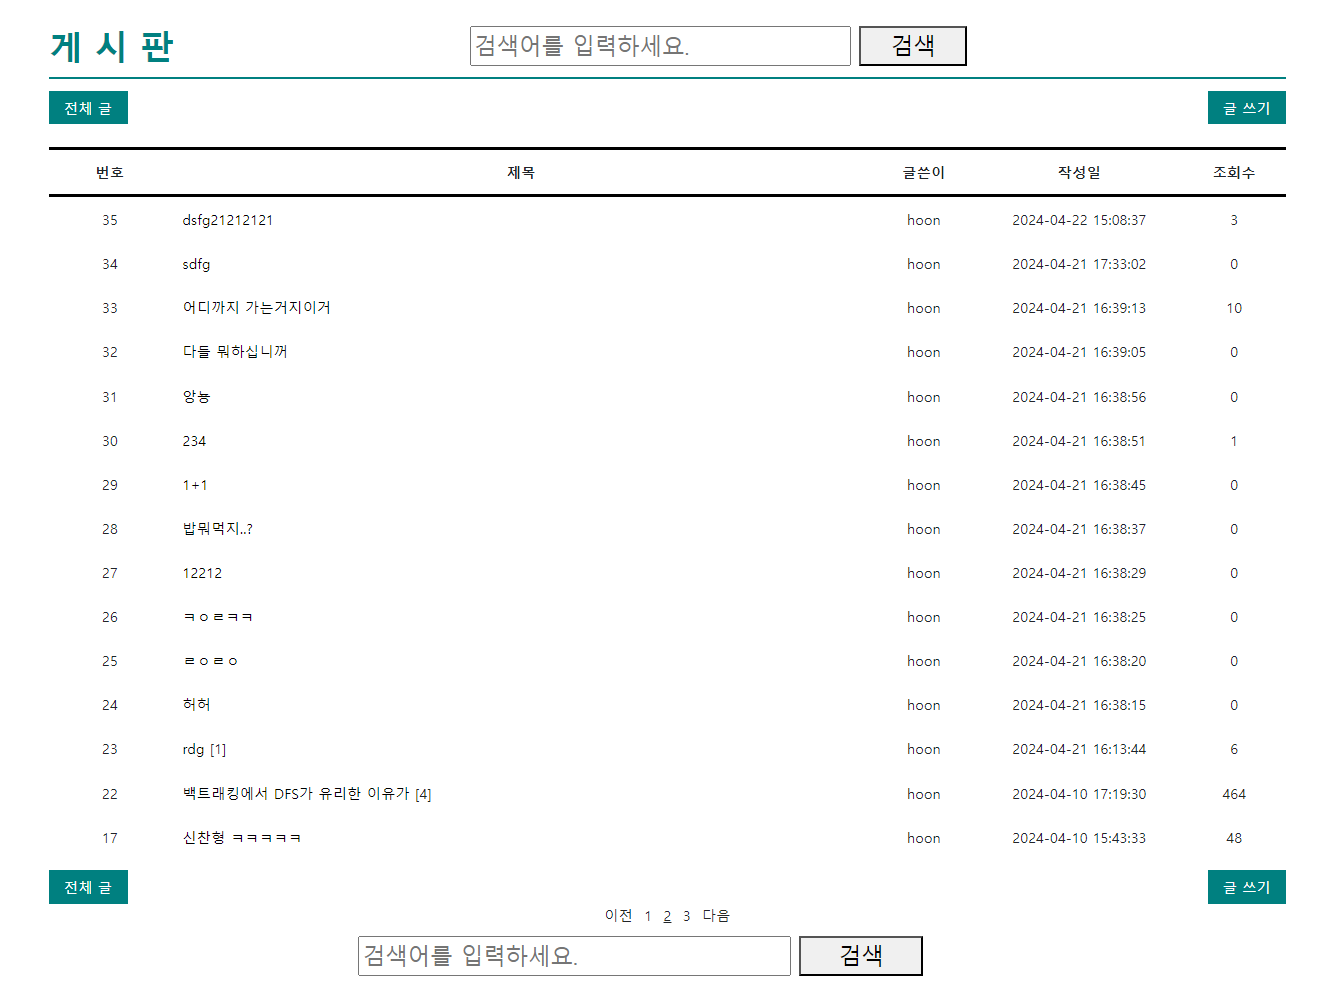 게 시 판 검색어를 입력하세요. 검색
전체 글 글 쓰기
번호 제목 글쓴이 작성일 조회수
35 dsfg21212121 hoon 2024-04-22 15:08:37 3
34 sdfg hoon 2024-04-21 17:33:02 0
33 어디까지 가는거지이거 hoon 2024-04-21 16:39:13 10
32 다들 뭐하십니꺼 hoon 2024-04-21 16:39:05 0
31 앙뇽 hoon 2024-04-21 16:38:56 0
30 234 hoon 2024-04-21 16:38:51 1
29 1+1 hoon 2024-04-21 16:38:45 0
28 밥뭐먹지..? hoon 2024-04-21 16:38:37 0
27 12212 hoon 2024-04-21 16:38:29 0
26 ㅋㅇㄹㅋㅋ hoon 2024-04-21 16:38:25 0
25 ㄹㅇㄹㅇ hoon 2024-04-21 16:38:20 0
24 허허 hoon 2024-04-21 16:38:15 0
23 rdg [1] hoon 2024-04-21 16:13:44 6
22 백트래킹에서 DFS가 유리한 이유가 [4] hoon 2024-04-10 17:19:30 464
17 신찬형 ㅋㅋㅋㅋㅋ hoon 2024-04-10 15:43:33 48
전체 글 글 쓰기
이전 1 2 3 다음
검색어를 입력하세요. 검색